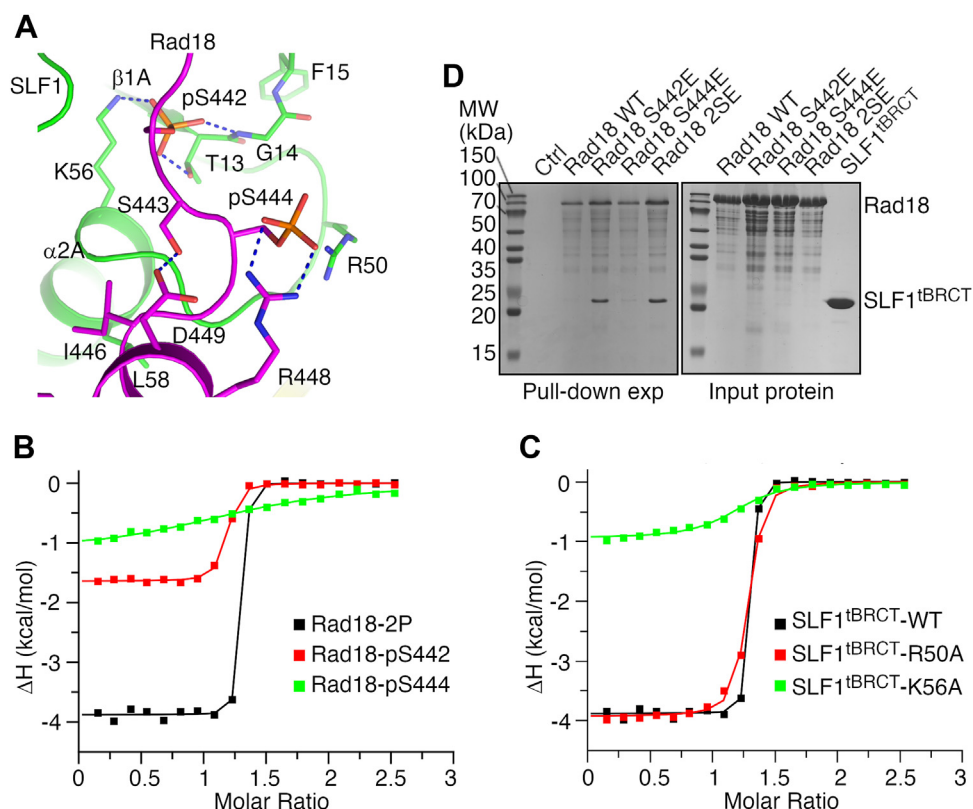 A
Rad18
SLF1
β1A
pS442
F15
K56
T13
G14
S443
pS444
α2A
R50
I446
D449
L58
R448
D
MW
(kDa)
Ctrl
Rad18 WT
Rad18 S442E
Rad18 S444E
Rad18 2SE
Rad18 WT
Rad18 S442E
Rad18 S444E
Rad18 2SE
SLF1tBRCT
150
100
70
50
40
35
25
20
15
Rad18
SLF1tBRCT
Pull-down exp
Input protein
B
0
-1
-2
-3
-4
ΔH (kcal/mol)
Rad18-2P
Rad18-pS442
Rad18-pS444
0
0.5
1
1.5
2
2.5
3
Molar Ratio
C
0
-1
-2
-3
-4
ΔH (kcal/mol)
SLF1tBRCT-WT
SLF1tBRCT-R50A
SLF1tBRCT-K56A
0
0.5
1
1.5
2
2.5
3
Molar Ratio